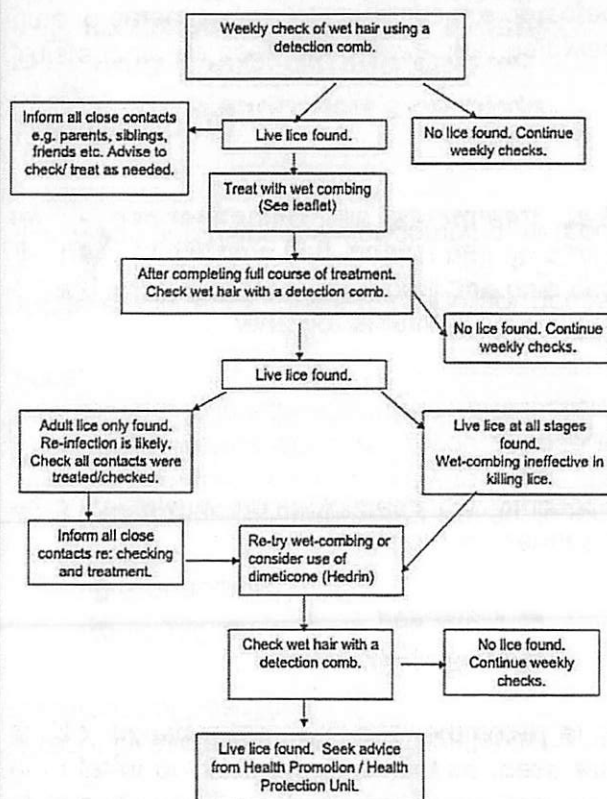 Weekly check of wet hair using a
detection comb.
Inform all close contacts
e.g. parents, siblings,
friends etc. Advise to
check/ treat as needed.
Live lice found.
No lice found. Continue
weekly checks.
Treat with wet combing
(See leaflet)
After completing full course of treatment.
Check wet hair with a detection comb.
No lice found. Continue
weekly checks.
Live lice found.
Adult lice only found.
Re-infection is likely.
Check all contacts were
treated/checked.
Live lice at all stages
found.
Wet-combing ineffective in
killing lice.
Inform all close
contacts re: checking
and treatment.
Re-try wet-combing or
consider use of
dimeticone (Hedrin)
Check wet hair with a
detection comb.
No lice found.
Continue weekly
checks.
Live lice found. Seek advice
from Health Promotion / Health
Protection Unit.